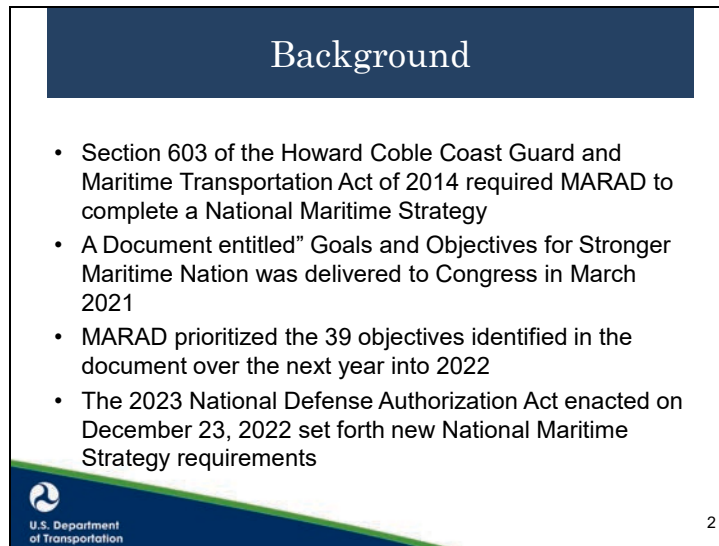 Background
• Section 603 of the Howard Coble Coast Guard and
Maritime Transportation Act of 2014 required MARAD to
complete a National Maritime Strategy
• A Document entitled” Goals and Objectives for Stronger
Maritime Nation was delivered to Congress in March
2021
• MARAD prioritized the 39 objectives identified in the
document over the next year into 2022
• The 2023 National Defense Authorization Act enacted on
December 23, 2022 set forth new National Maritime
Strategy requirements
U.S. Department
of Transportation
2